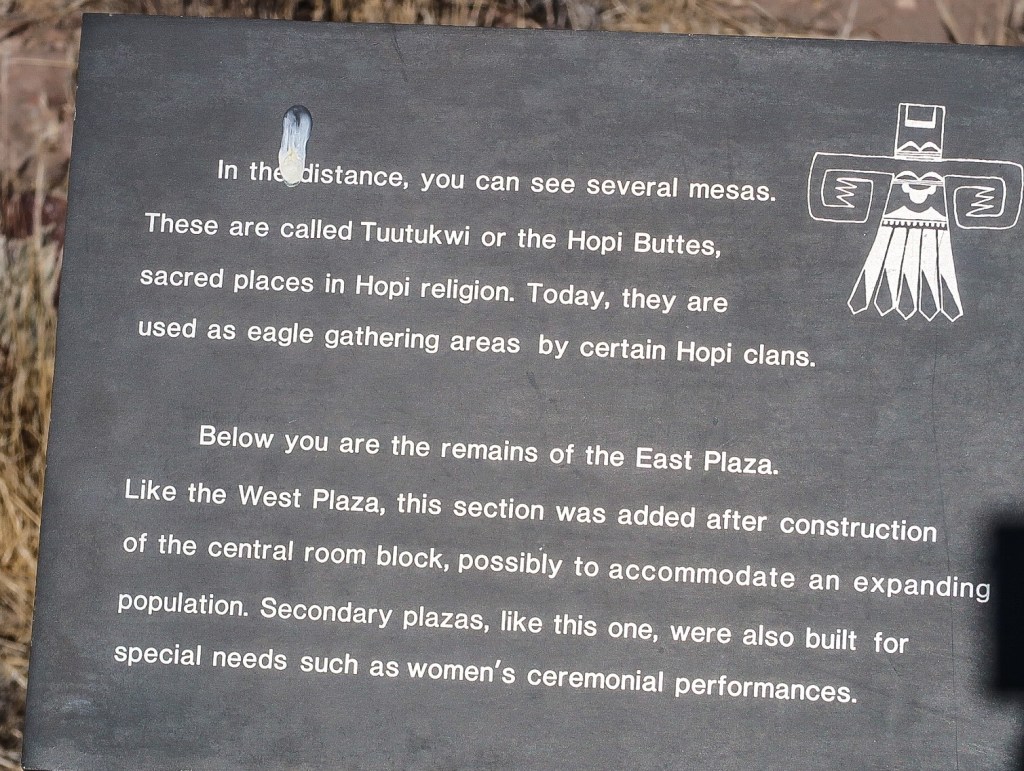 In the distance, you can see several mesas.
These are called Tuutukwi or the Hopi Buttes,
sacred places in Hopi religion. Today, they are
used as eagle gathering areas by certain Hopi clans.
Below you are the remains of the East Plaza.
Like the West Plaza, this section was added after construction
of the central room block, possibly to accommodate an expanding
population. Secondary plazas, like this one, were also built for
special needs such as women's ceremonial performances.